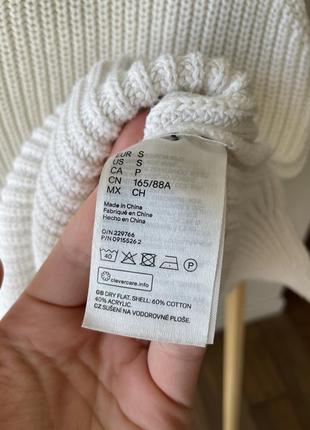 EUR S
US S
CA P
CN 165/88A
MX CH
Made in China
Fabriqué en China
Hecho en China
O/N 229766
P/N 0915526 2
40
P
clevercare.info
GB DRY FLAT. SHELL: 60% COTTON
40% ACRYLIC.
CZ SUŠENÍ NA VODOROVNÉ PLOŠE.